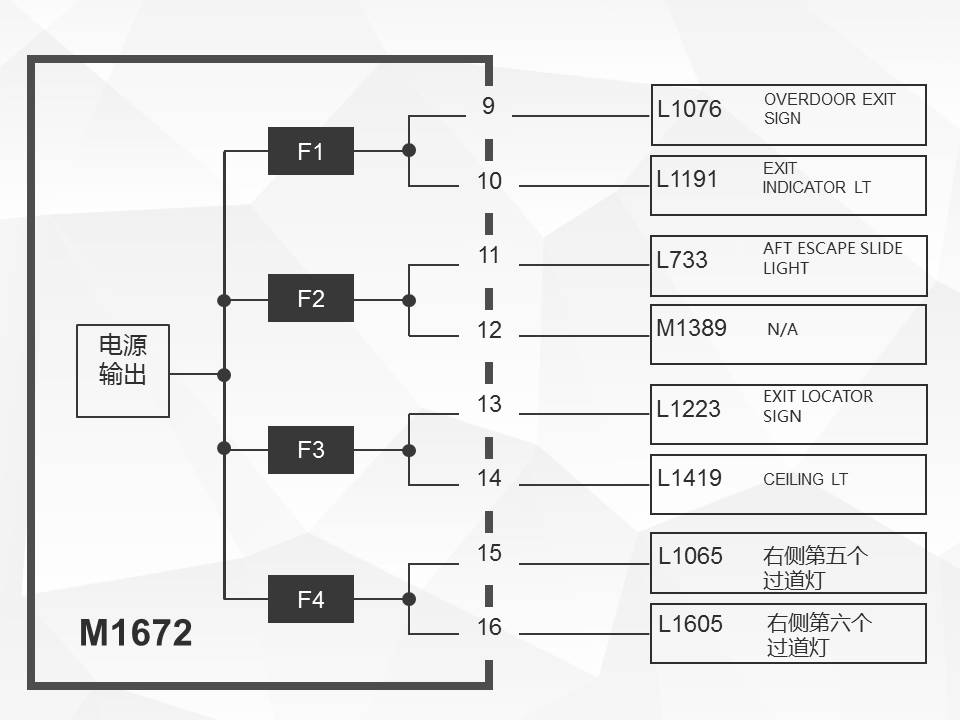 9
L1076
OVERDOOR EXIT
SIGN
F1
10
L1191
EXIT
INDICATOR LT
11
L733
AFT ESCAPE SLIDE
LIGHT
F2
12
M1389
N/A
电源
输出
13
L1223
EXIT LOCATOR
SIGN
F3
14
L1419
CEILING LT
15
L1065
右侧第五个
过道灯
F4
16
L1605
右侧第六个
过道灯
M1672